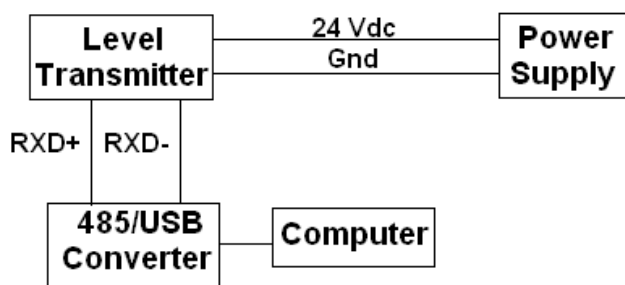 Level
Transmitter
24 Vdc
Gnd
Power
Supply
RXD+
RXD-
485/USB
Converter
Computer